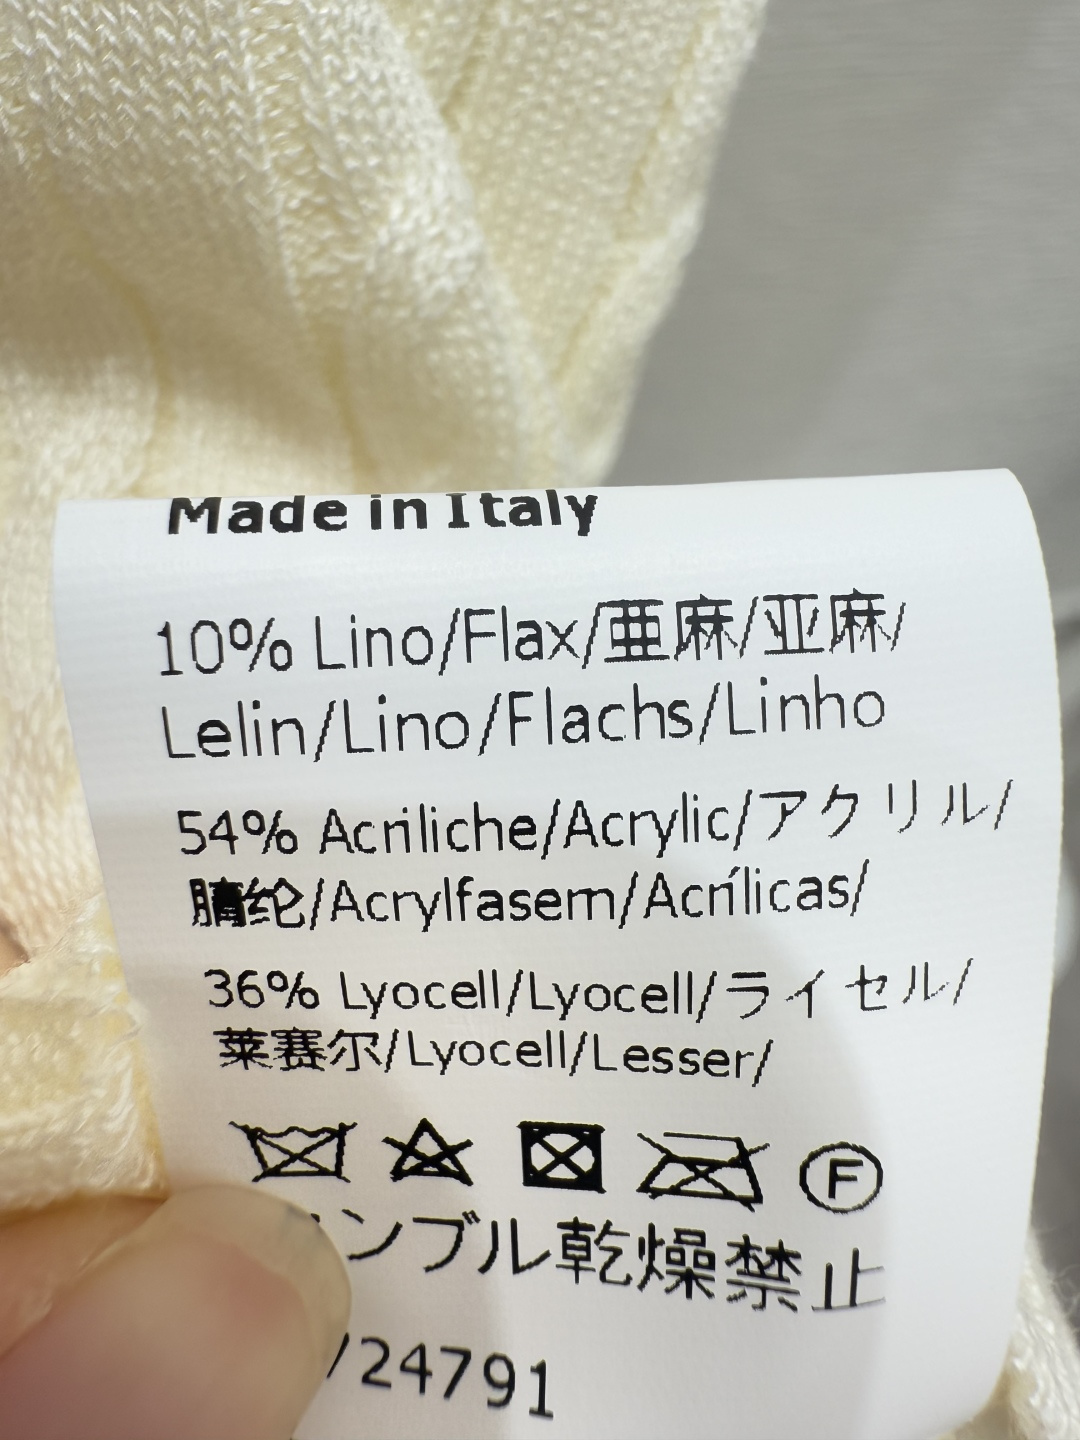 Made in Italy
10% Lino/Flax/亜麻/亚麻/
Lelin/Lino/Flachs/Linho
54% Acriliche/Acrylic/アクリル/
腈纶/Acrylfasern/Acrílicas/
36% Lyocell/Lyocell/ライセル/
莱赛尔/Lyocell/Lesser/
F
ンブル乾燥禁止
/24791